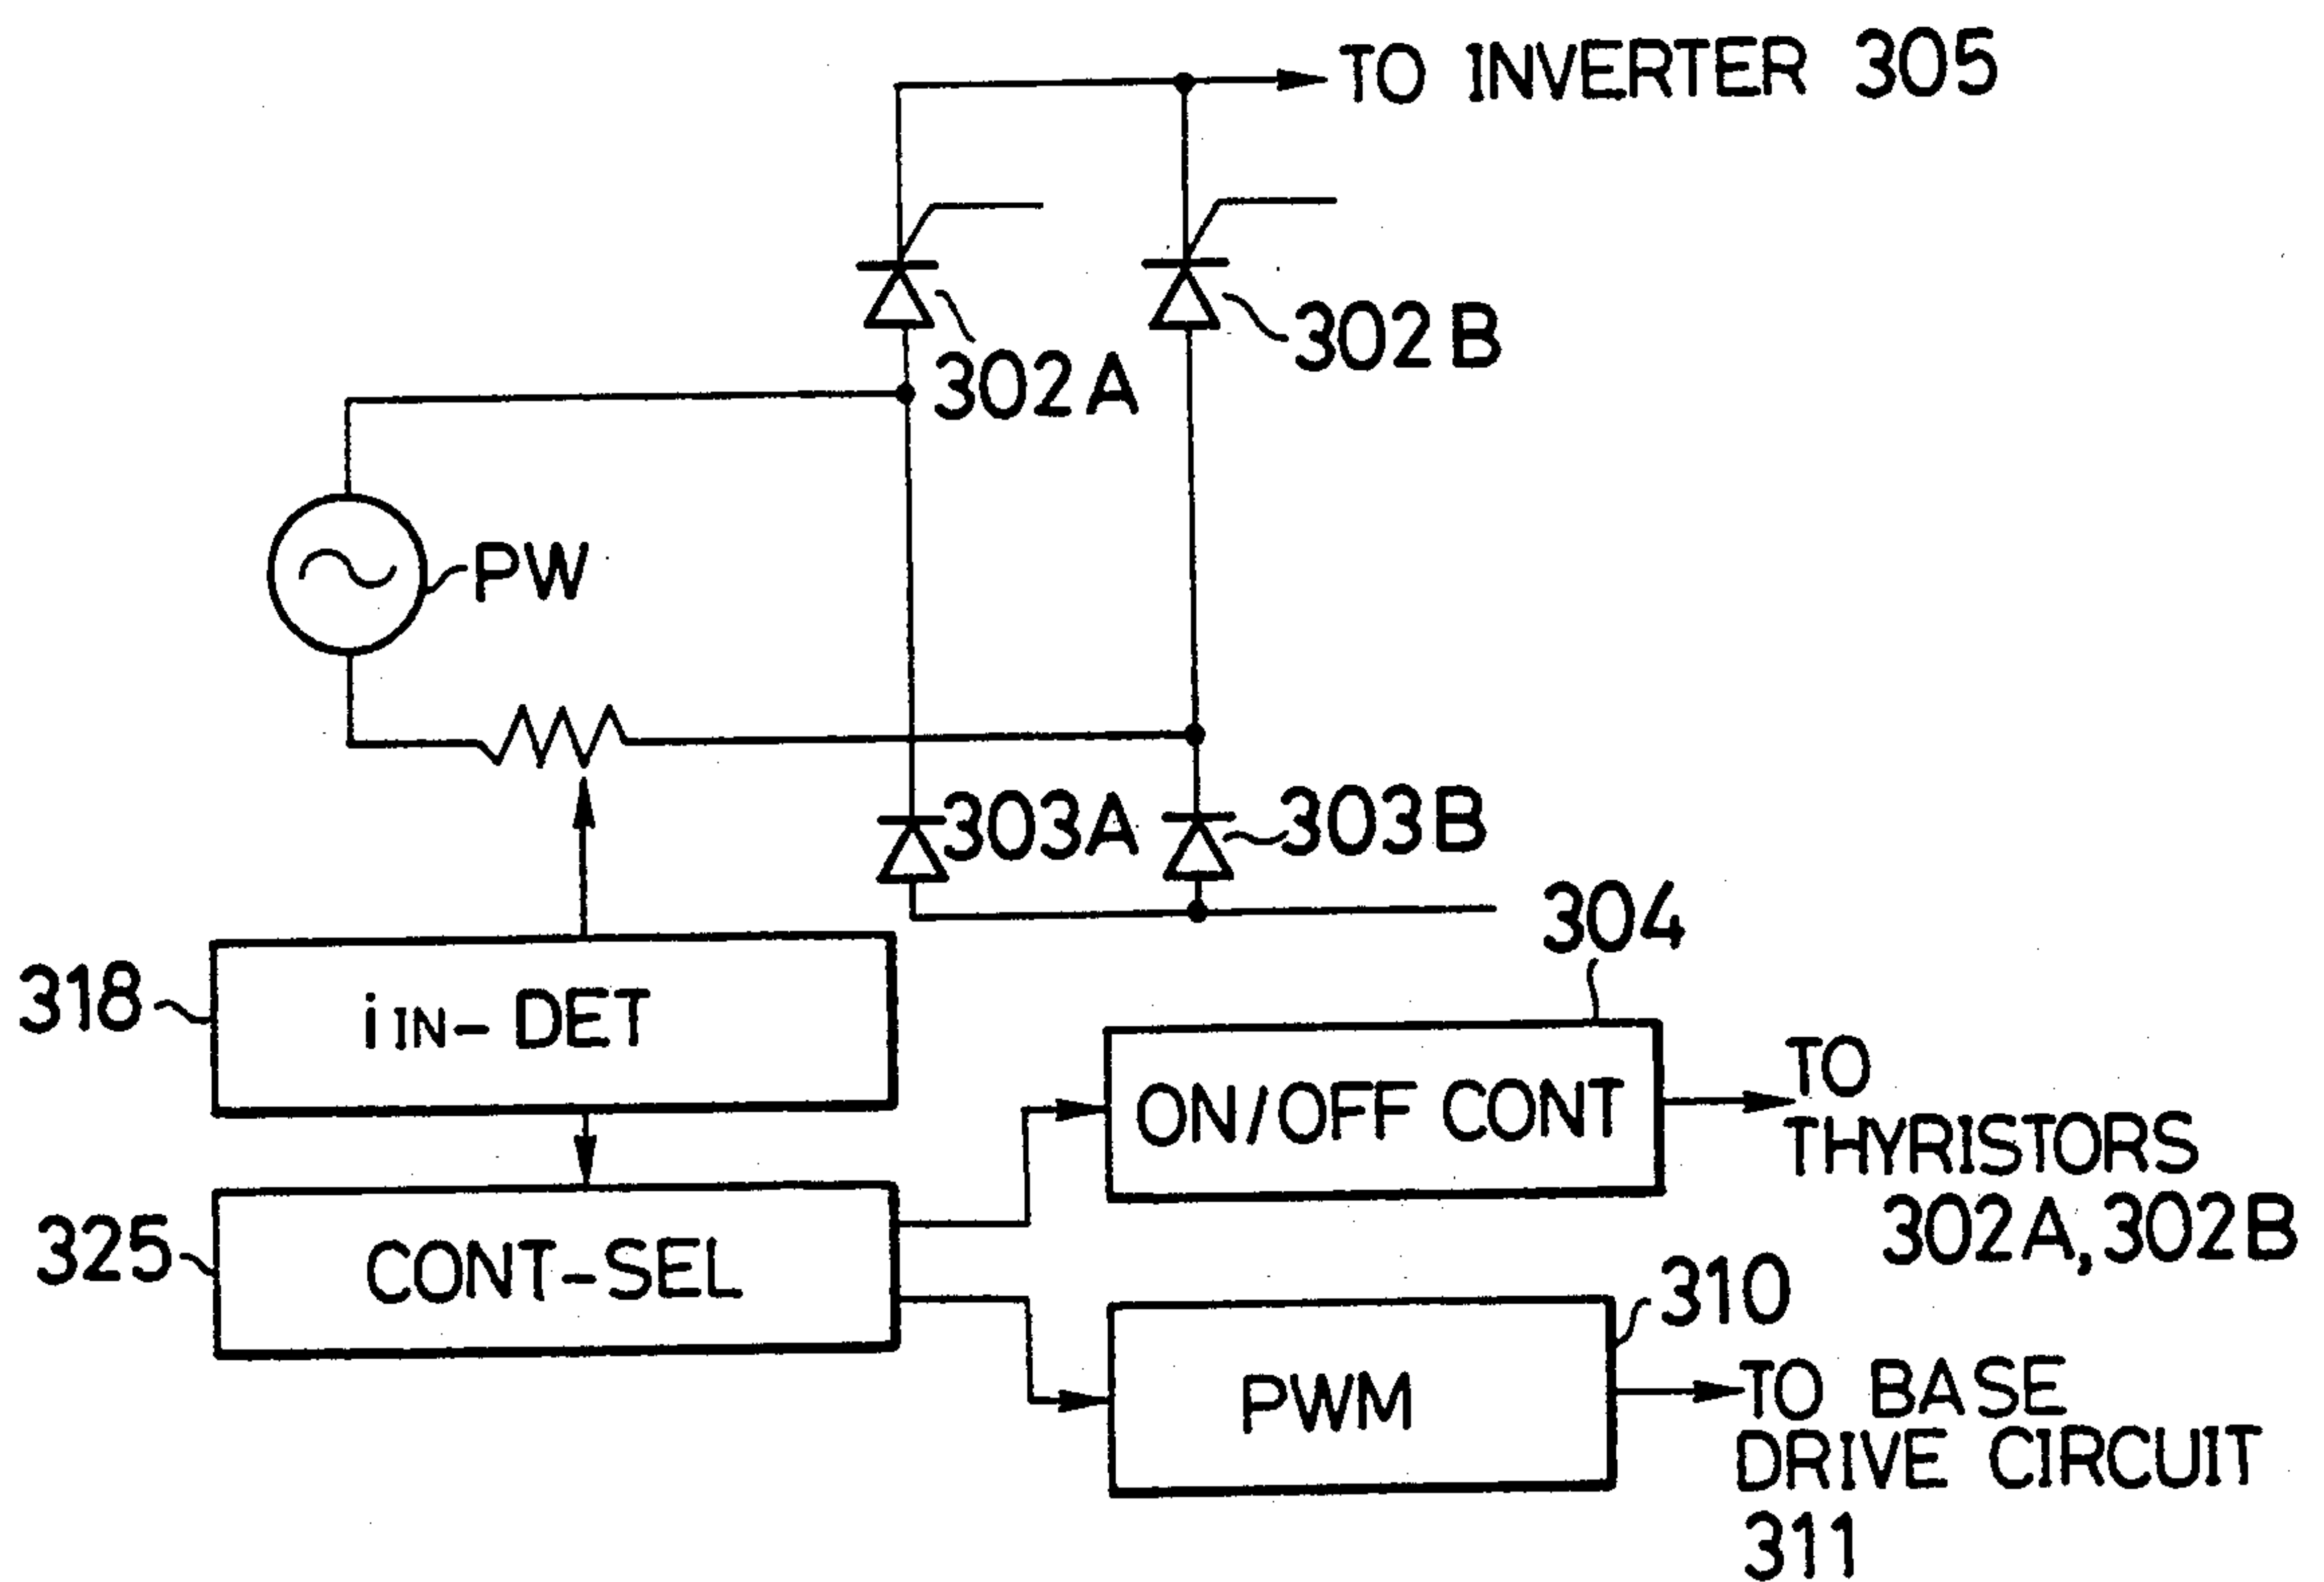 TO INVERTER 305
302B
302A
PW
303A
303B
304
318
iIN-DET
ON/OFF CONT
TO
THYRISTORS
302A, 302B
325
CONT-SEL
310
PWM
TO BASE
DRIVE CIRCUIT
311